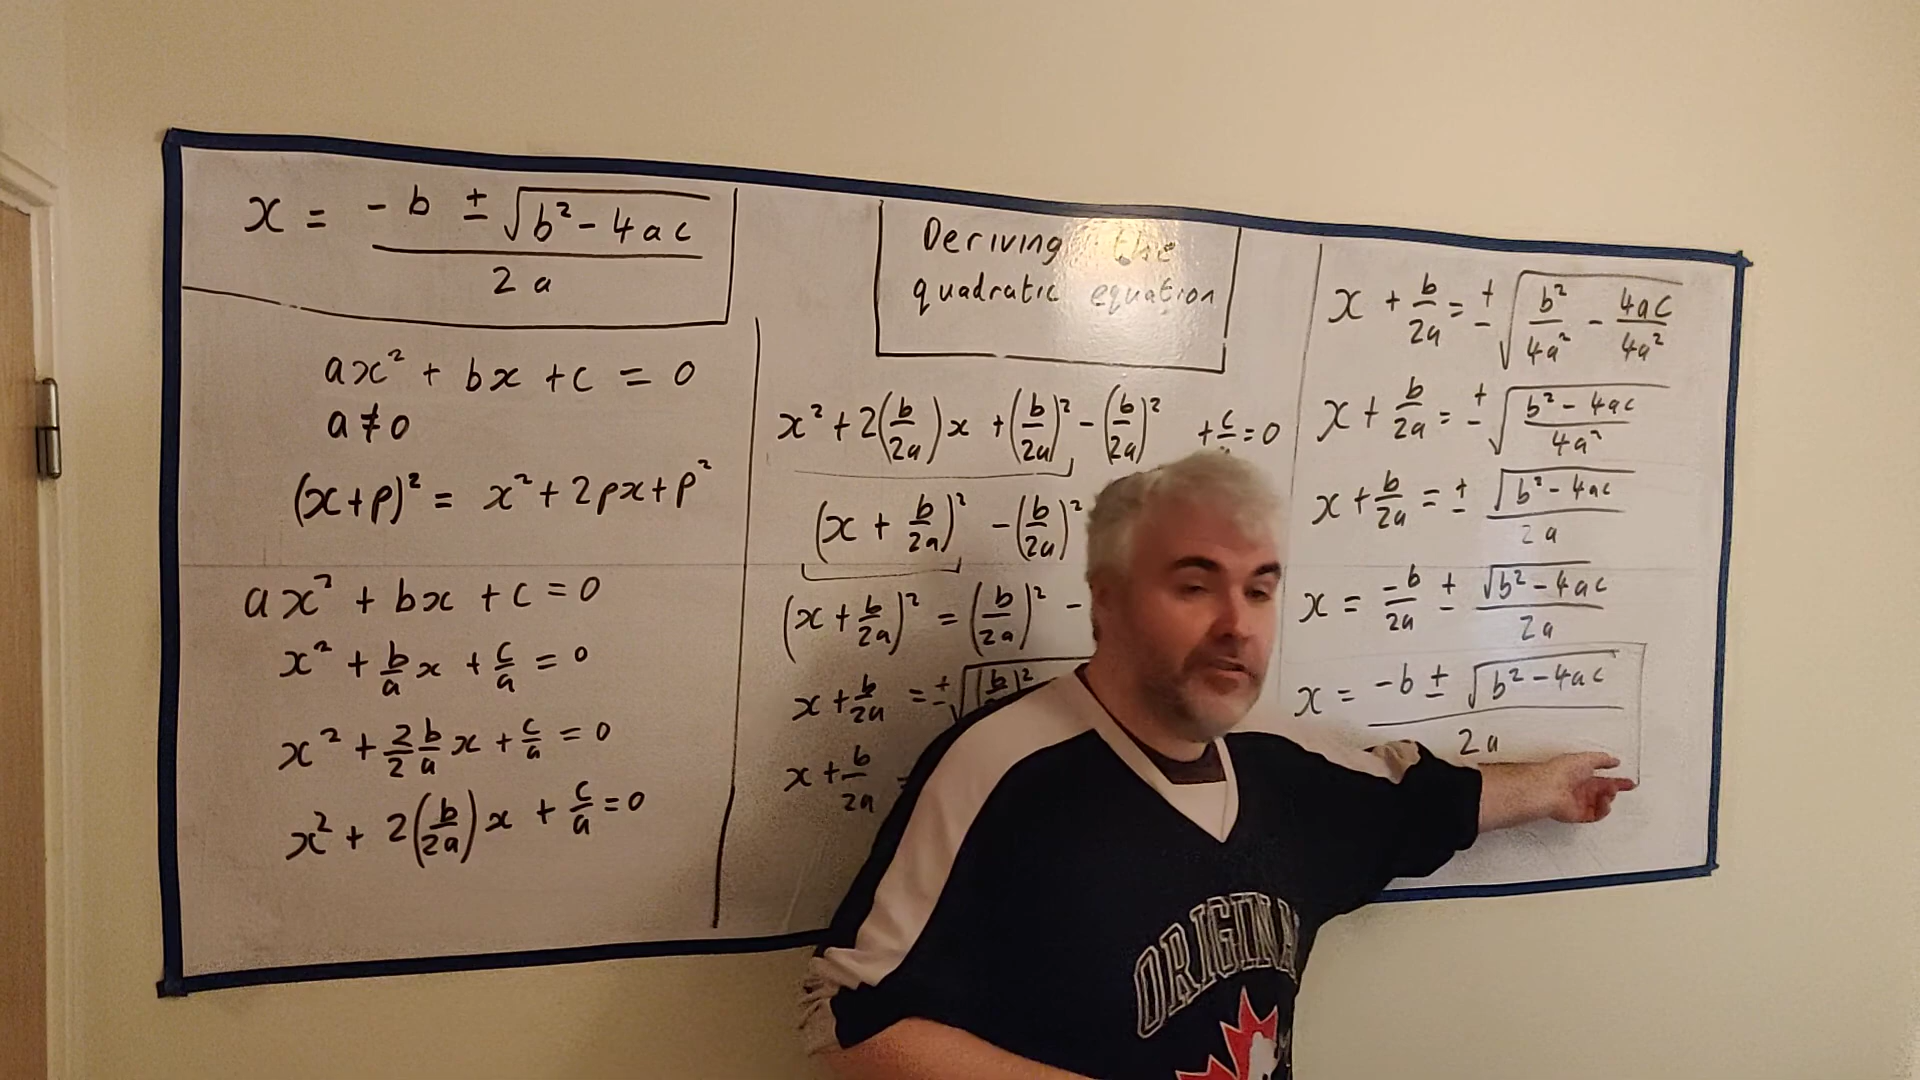 x = (-b ± √(b² - 4ac)) / 2a
ax² + bx + c = 0
a ≠ 0
(x+p)² = x² + 2px + p²
ax² + bx + c = 0
x² + b/a x + c/a = 0
x² + 2/2 b/a x + c/a = 0
x² + 2(b/2a)x + c/a = 0
Deriving the
quadratic equation
x² + 2(b/2a)x + (b/2a)² - (b/2a)² + c/ = 0
(x + b/2a)² - (b/2a)²
(x + b/2a)² = (b/2a)² -
x + b/2a = ± √(b/ )²
x + b/2a =
x + b/2a = ± √(b²/4a² - 4ac/4a²)
x + b/2a = ± √((b² - 4ac)/4a²)
x + b/2a = ± √(b² - 4ac) / 2a
x = -b/2a ± √(b² - 4ac) / 2a
x = (-b ± √(b² - 4ac)) / 2a
ORIGINA